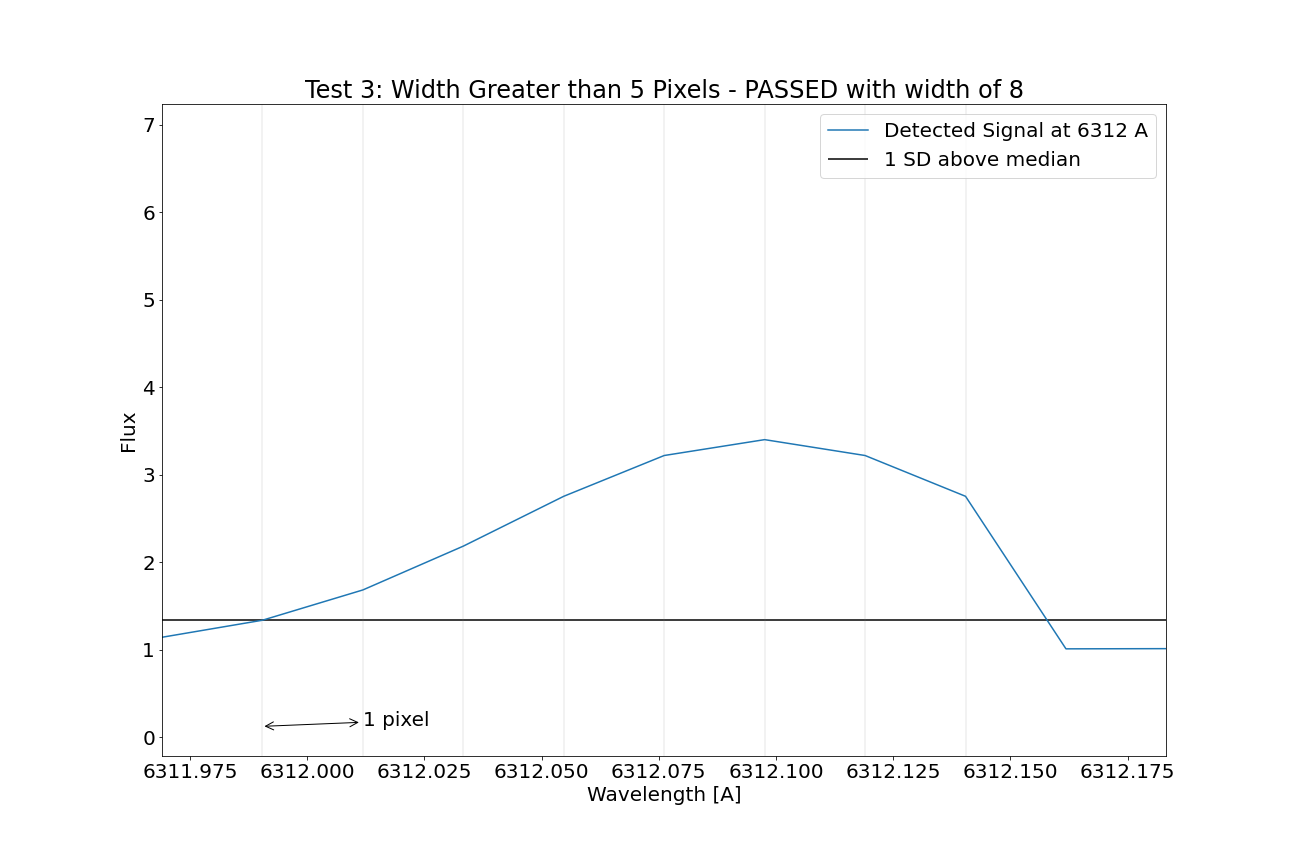 Test 3: Width Greater than 5 Pixels - PASSED with width of 8
Detected Signal at 6312 A
1 SD above median
7
6
5
4
3
2
1
0
Flux
1 pixel
6311.975 6312.000 6312.025 6312.050 6312.075 6312.100 6312.125 6312.150 6312.175
Wavelength [A]